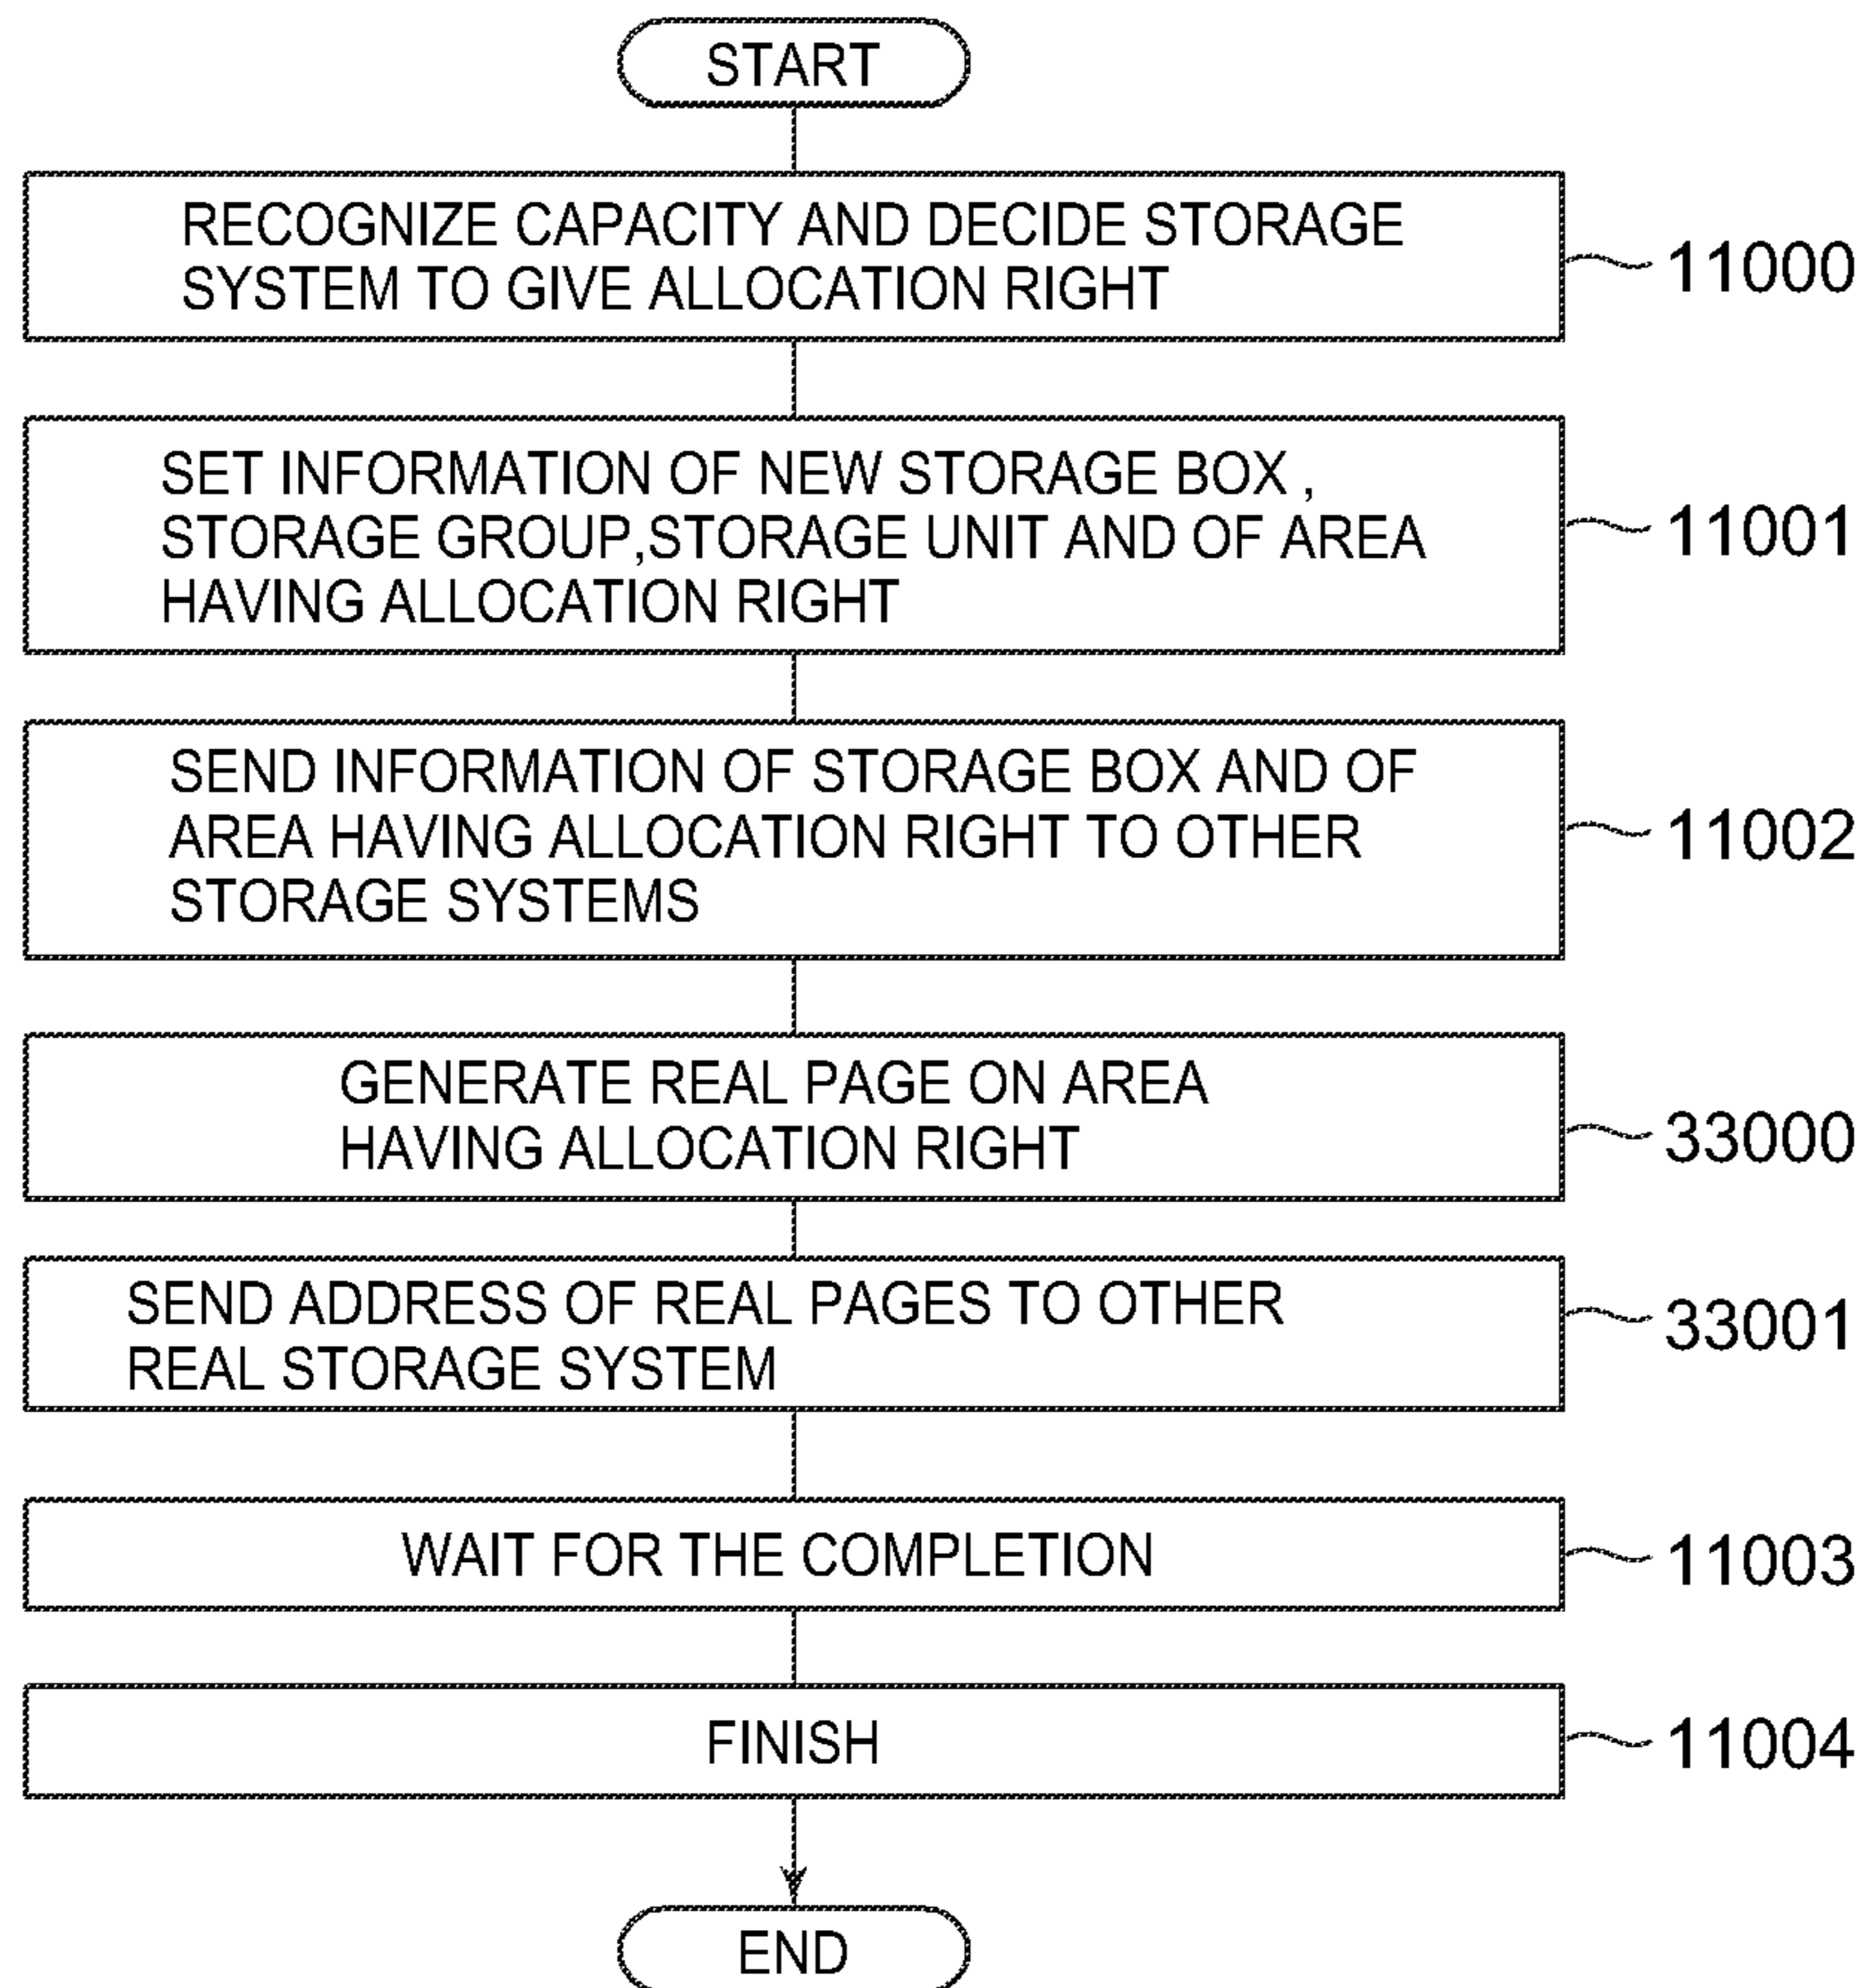 START
RECOGNIZE CAPACITY AND DECIDE STORAGE
SYSTEM TO GIVE ALLOCATION RIGHT
11000
SET INFORMATION OF NEW STORAGE BOX ,
STORAGE GROUP,STORAGE UNIT AND OF AREA
HAVING ALLOCATION RIGHT
11001
SEND INFORMATION OF STORAGE BOX AND OF
AREA HAVING ALLOCATION RIGHT TO OTHER
STORAGE SYSTEMS
11002
GENERATE REAL PAGE ON AREA
HAVING ALLOCATION RIGHT
33000
SEND ADDRESS OF REAL PAGES TO OTHER
REAL STORAGE SYSTEM
33001
WAIT FOR THE COMPLETION
11003
FINISH
11004
END